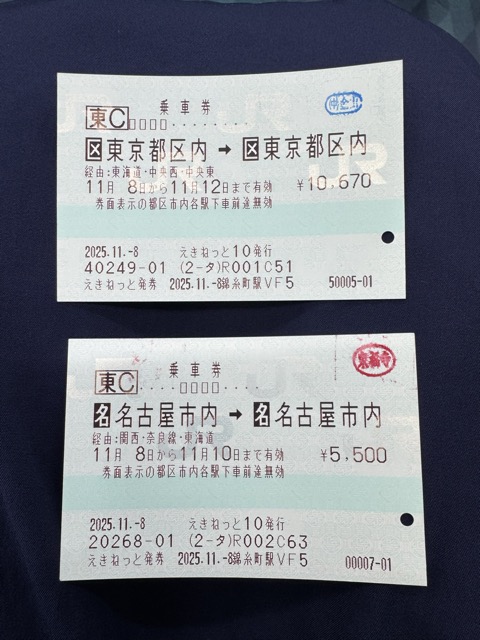 乗車券
東C
区東京都区内 → 区東京都区内
経由:東海道・中央西・中央東
11月 8日から11月12日まで有効 ¥10,670
券面表示の都区市内各駅下車前途無効
2025.11.-8 えきねっと10発行
40249-01 (2-タ)R001C51
えきねっと発券 2025.11.-8錦糸町駅VF5 50005-01
乗車券
東C
東福寺
名名古屋市内 → 名名古屋市内
経由:関西・奈良線・東海道
11月 8日から11月10日まで有効 ¥5,500
券面表示の都区市内各駅下車前途無効
2025.11.-8 えきねっと10発行
20268-01 (2-タ)R002C63
えきねっと発券 2025.11.-8錦糸町駅VF5 00007-01